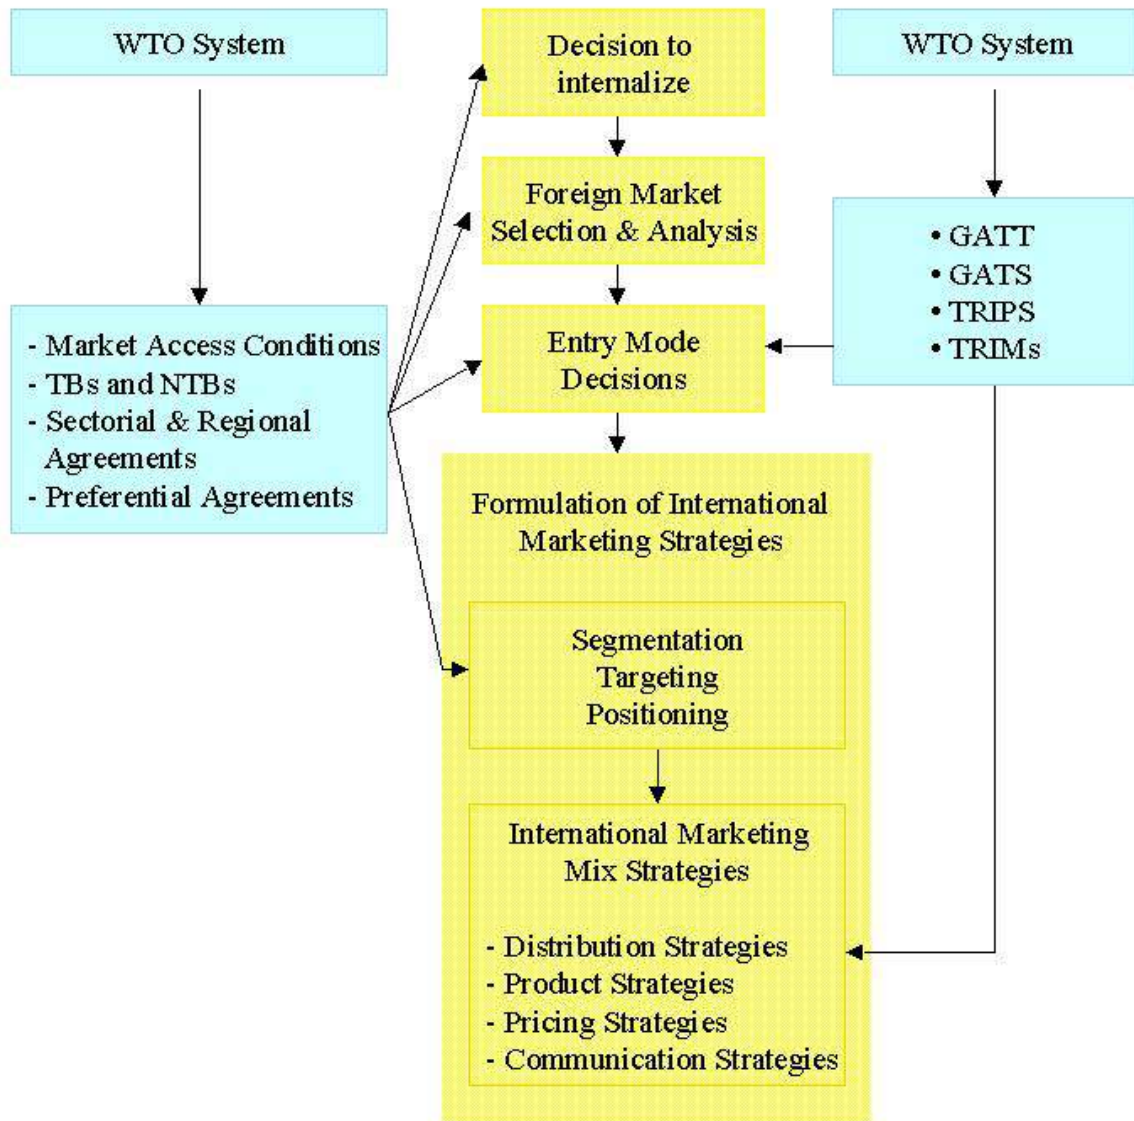 WTO System
Decision to
internalize
WTO System
Foreign Market
Selection & Analysis
• GATT
• GATS
• TRIPS
• TRIMs
- Market Access Conditions
- TBs and NTBs
- Sectorial & Regional
Agreements
- Preferential Agreements
Entry Mode
Decisions
Formulation of International
Marketing Strategies
Segmentation
Targeting
Positioning
International Marketing
Mix Strategies
- Distribution Strategies
- Product Strategies
- Pricing Strategies
- Communication Strategies